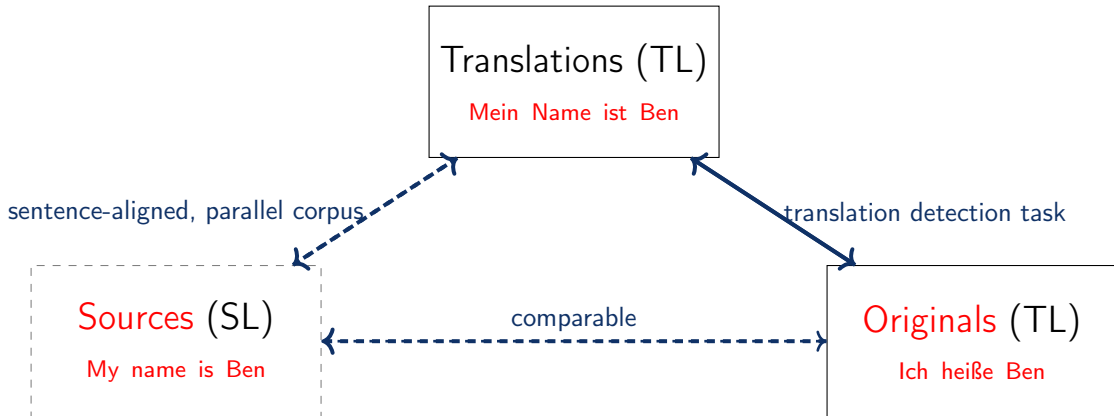 Translations (TL)
Mein Name ist Ben
sentence-aligned, parallel corpus
translation detection task
Sources (SL)
My name is Ben
comparable
Originals (TL)
Ich heiße Ben